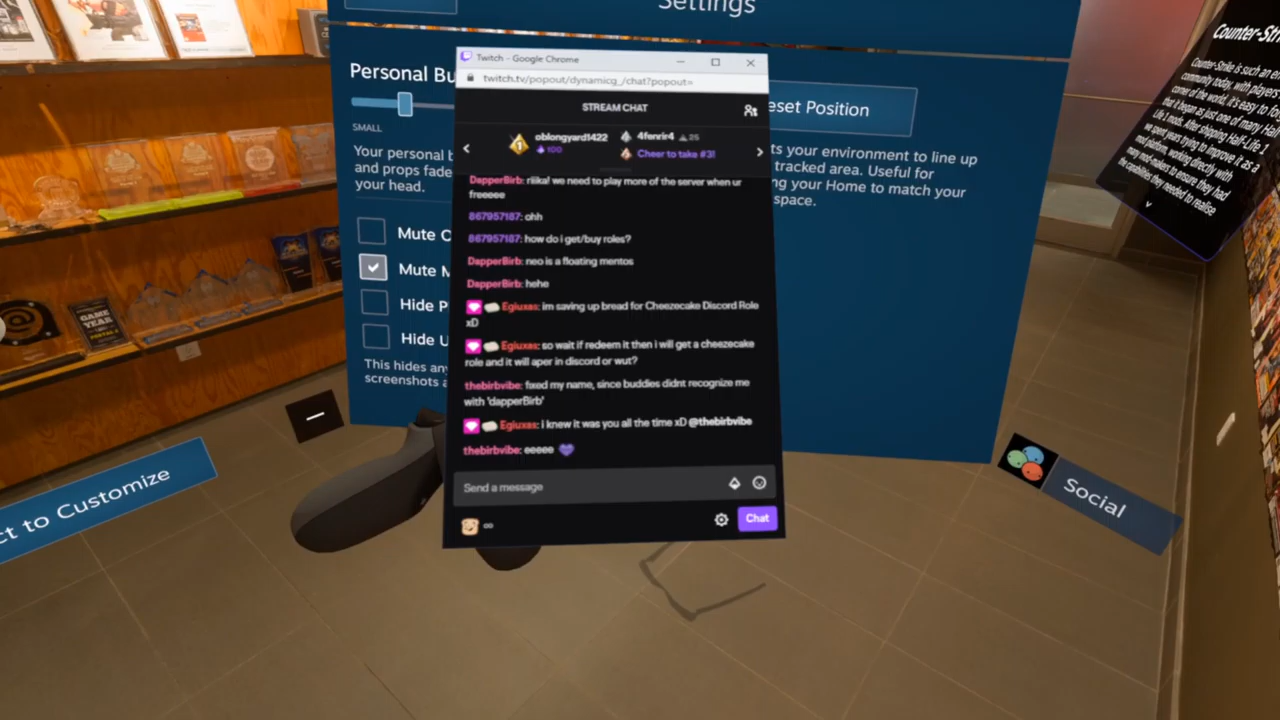 Settings
Personal Bu
SMALL
Your personal b
and props fade
your head.
Mute C
Mute M
Hide P
Hide U
This hides any
screenshots a
eset Position
ts your environment to line up
tracked area. Useful for
ng your Home to match your
space.
Twitch - Google Chrome
twitch.tv/popout/dynamicg_/chat?popout=
STREAM CHAT
1
oblongyard1422
100
4fenrir4 25
Cheer to take #3!
DapperBirb: riiika! we need to play more of the server when ur
freeeee
867957187: ohh
867957187: how do i get/buy roles?
DapperBirb: neo is a floating mentos
DapperBirb: hehe
Egiuxas: im saving up bread for Cheezecake Discord Role
xD
Egiuxas: so wait if redeem it then i will get a cheezecake
role and it will aper in discord or wut?
thebirbvibe: fixed my name, since buddies didnt recognize me
with 'dapperBirb'
Egiuxas: i knew it was you all the time xD @thebirbvibe
thebirbvibe: eeeee 💜
Send a message
∞
Chat
ct to Customize
Social
GAME
YEAR
Counter-Stri
Counter-Strike is such an es
community today, with players
corner of the world, it's easy to fo
that it began as just one of many Half-
Life 1 mods. After shipping Half-Life 1
we spent years trying to improve it as a
mod platform, working directly with
many mod-makers to ensure they had
the capabilities they needed to realise